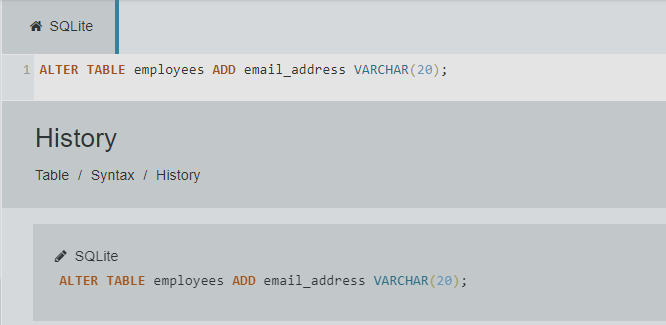 SQLite
1 ALTER TABLE employees ADD email_address VARCHAR(20);
History
Table / Syntax / History
SQLite
ALTER TABLE employees ADD email_address VARCHAR(20);